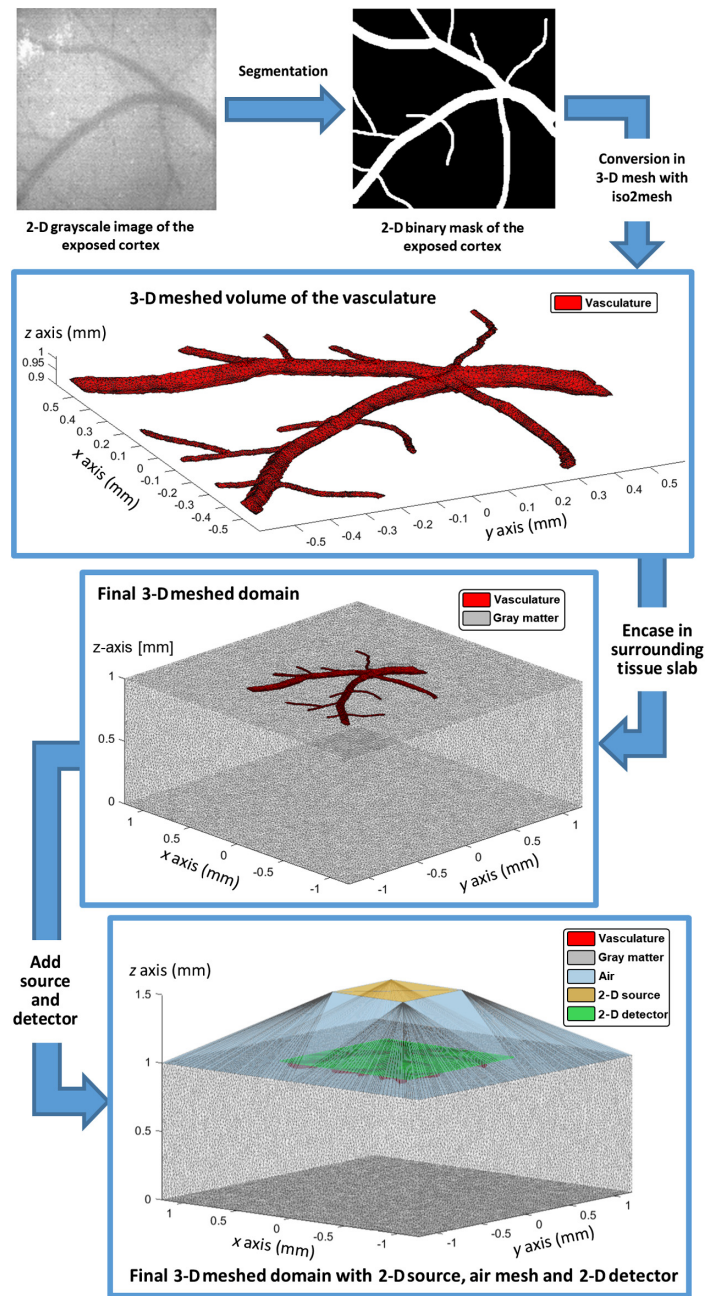 Segmentation
2-D grayscale image of the
exposed cortex
2-D binary mask of the
exposed cortex
Conversion in
3-D mesh with
iso2mesh
3-D meshed volume of the vasculature
Vasculature
z axis (mm)
1
0.95
0.9
0.5
0.4
0.3
0.2
0.1
0
-0.1
-0.2
-0.3
-0.4
-0.5
x axis (mm)
-0.5
-0.4
-0.3
-0.2
-0.1
0
0.1
0.2
0.3
0.4
0.5
y axis (mm)
Encase in
surrounding
tissue slab
Final 3-D meshed domain
Vasculature
Gray matter
z-axis [mm]
1
0.5
0
1
0.5
0
-0.5
-1
x axis (mm)
-1
-0.5
0
0.5
1
y axis (mm)
Add
source
and
detector
Vasculature
Gray matter
Air
2-D source
2-D detector
z axis (mm)
1.5
1
0.5
0
1
0.5
0
-0.5
-1
x axis (mm)
-1
-0.5
0
0.5
1
y axis (mm)
Final 3-D meshed domain with 2-D source, air mesh and 2-D detector